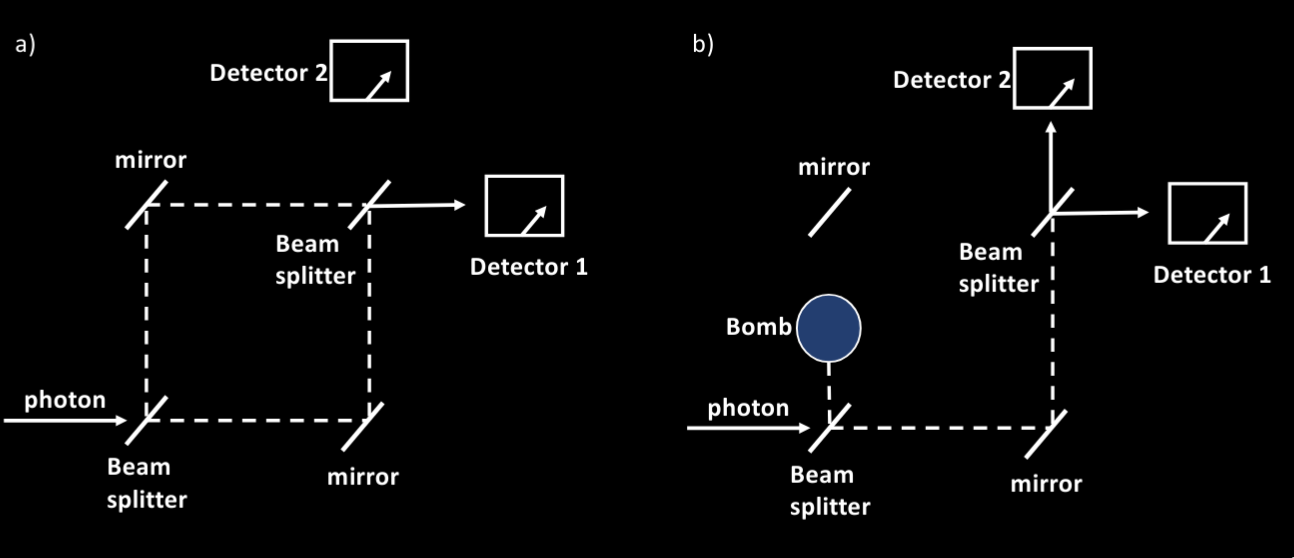 a)
Detector 2
mirror
Beam
splitter
Detector 1
photon
Beam
splitter
mirror
b)
Detector 2
mirror
Beam
splitter
Detector 1
Bomb
photon
Beam
splitter
mirror